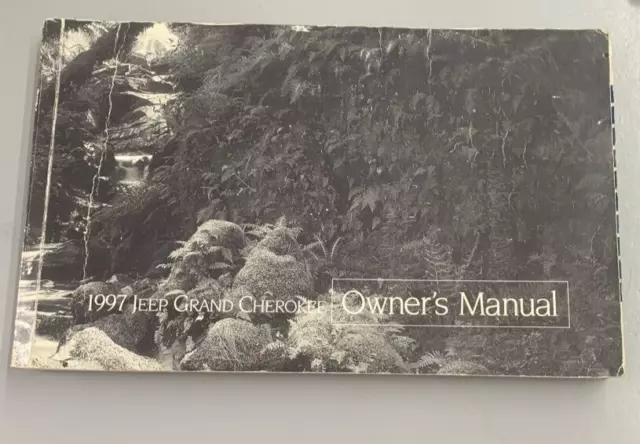 1997 JEEP GRAND CHEROKEE Owner's Manual